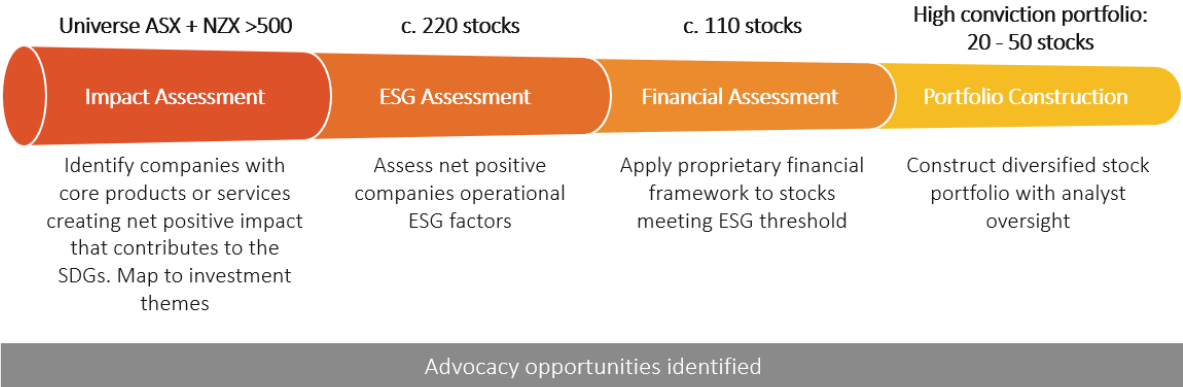 Universe ASX + NZX >500
c. 220 stocks
c. 110 stocks
High conviction portfolio:
20 - 50 stocks
Impact Assessment
ESG Assessment
Financial Assessment
Portfolio Construction
Identify companies with
core products or services
creating net positive impact
that contributes to the
SDGs. Map to investment
themes
Assess net positive
companies operational
ESG factors
Apply proprietary financial
framework to stocks
meeting ESG threshold
Construct diversified stock
portfolio with analyst
oversight
Advocacy opportunities identified